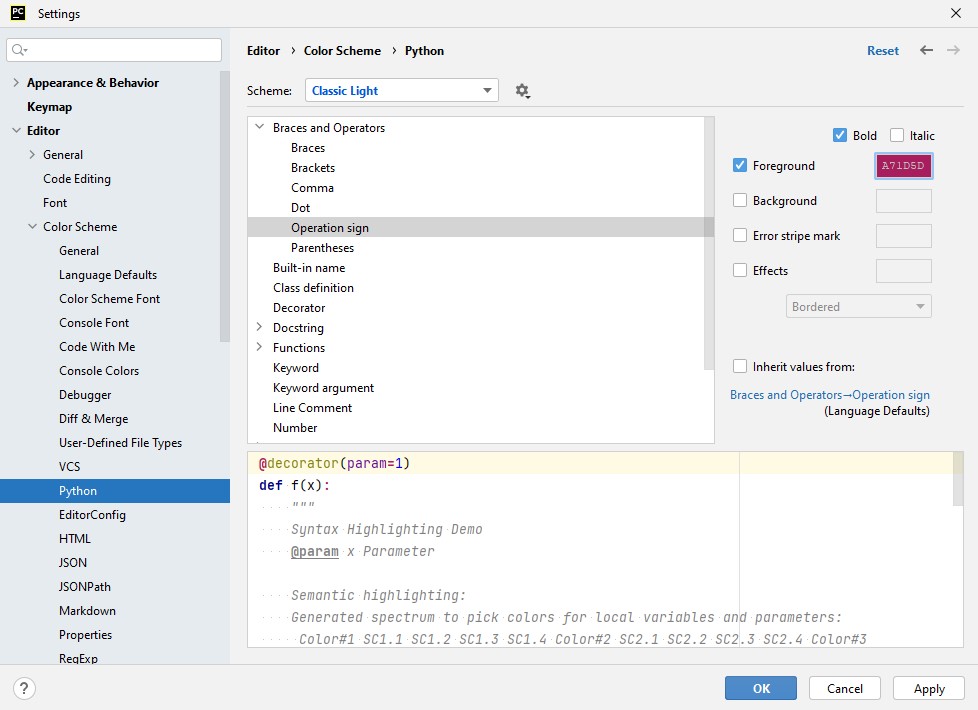 PC
Settings
Appearance & Behavior
Keymap
Editor
General
Code Editing
Font
Color Scheme
General
Language Defaults
Color Scheme Font
Console Font
Code With Me
Console Colors
Debugger
Diff & Merge
User-Defined File Types
VCS
Python
EditorConfig
HTML
JSON
JSONPath
Markdown
Properties
RegExp
Editor › Color Scheme › Python
Reset
Scheme: Classic Light
Braces and Operators
Braces
Brackets
Comma
Dot
Operation sign
Parentheses
Built-in name
Class definition
Decorator
Docstring
Functions
Keyword
Keyword argument
Line Comment
Number
Bold Italic
Foreground A71D5D
Background
Error stripe mark
Effects
Bordered
Inherit values from:
Braces and Operators→Operation sign
(Language Defaults)
@decorator(param=1)
def f(x):
"""
Syntax Highlighting Demo
@param x Parameter
Semantic highlighting:
Generated spectrum to pick colors for local variables and parameters:
Color#1 SC1.1 SC1.2 SC1.3 SC1.4 Color#2 SC2.1 SC2.2 SC2.3 SC2.4 Color#3
?
OK Cancel Apply